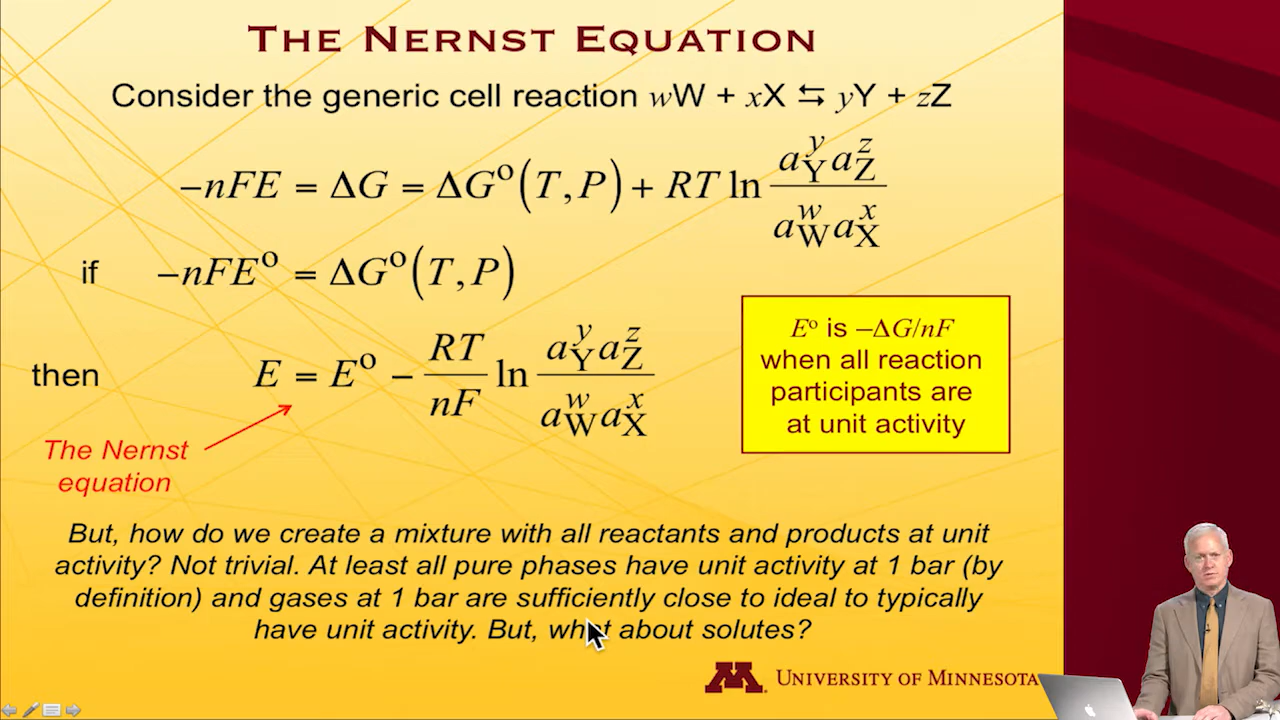 THE NERNST EQUATION
Consider the generic cell reaction wW + xX ⇆ yY + zZ
−nFE = ΔG = ΔG°(T,P) + RT ln (a_Y^y a_Z^z)/(a_W^w a_X^x)
if −nFE° = ΔG°(T,P)
then E = E° − (RT/nF) ln (a_Y^y a_Z^z)/(a_W^w a_X^x)
E° is −ΔG/nF
when all reaction
participants are
at unit activity
The Nernst
equation
But, how do we create a mixture with all reactants and products at unit
activity? Not trivial. At least all pure phases have unit activity at 1 bar (by
definition) and gases at 1 bar are sufficiently close to ideal to typically
have unit activity. But, what about solutes?
M UNIVERSITY OF MINNESOTA